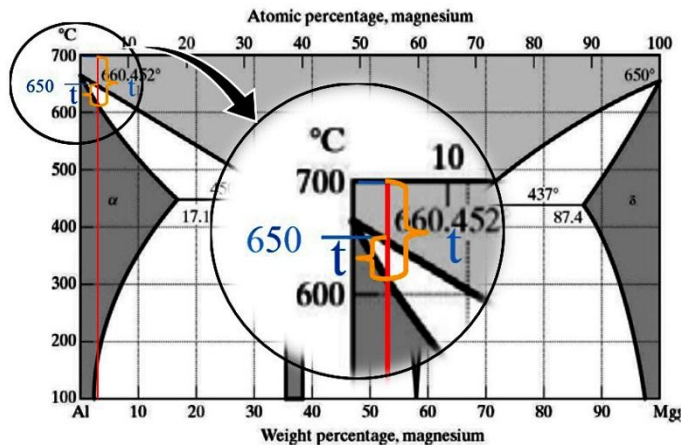 Atomic percentage, magnesium
°C
10 20 30 40 50 60 70 80 90 100
700
660.452°
650°
650
t
t
600
°C
10
700
500
660.452
650
t
t
α
437°
δ
17.1
87.4
400
600
300
200
100
Al 10 20 30 40 50 60 70 80 90 Mg
Weight percentage, magnesium